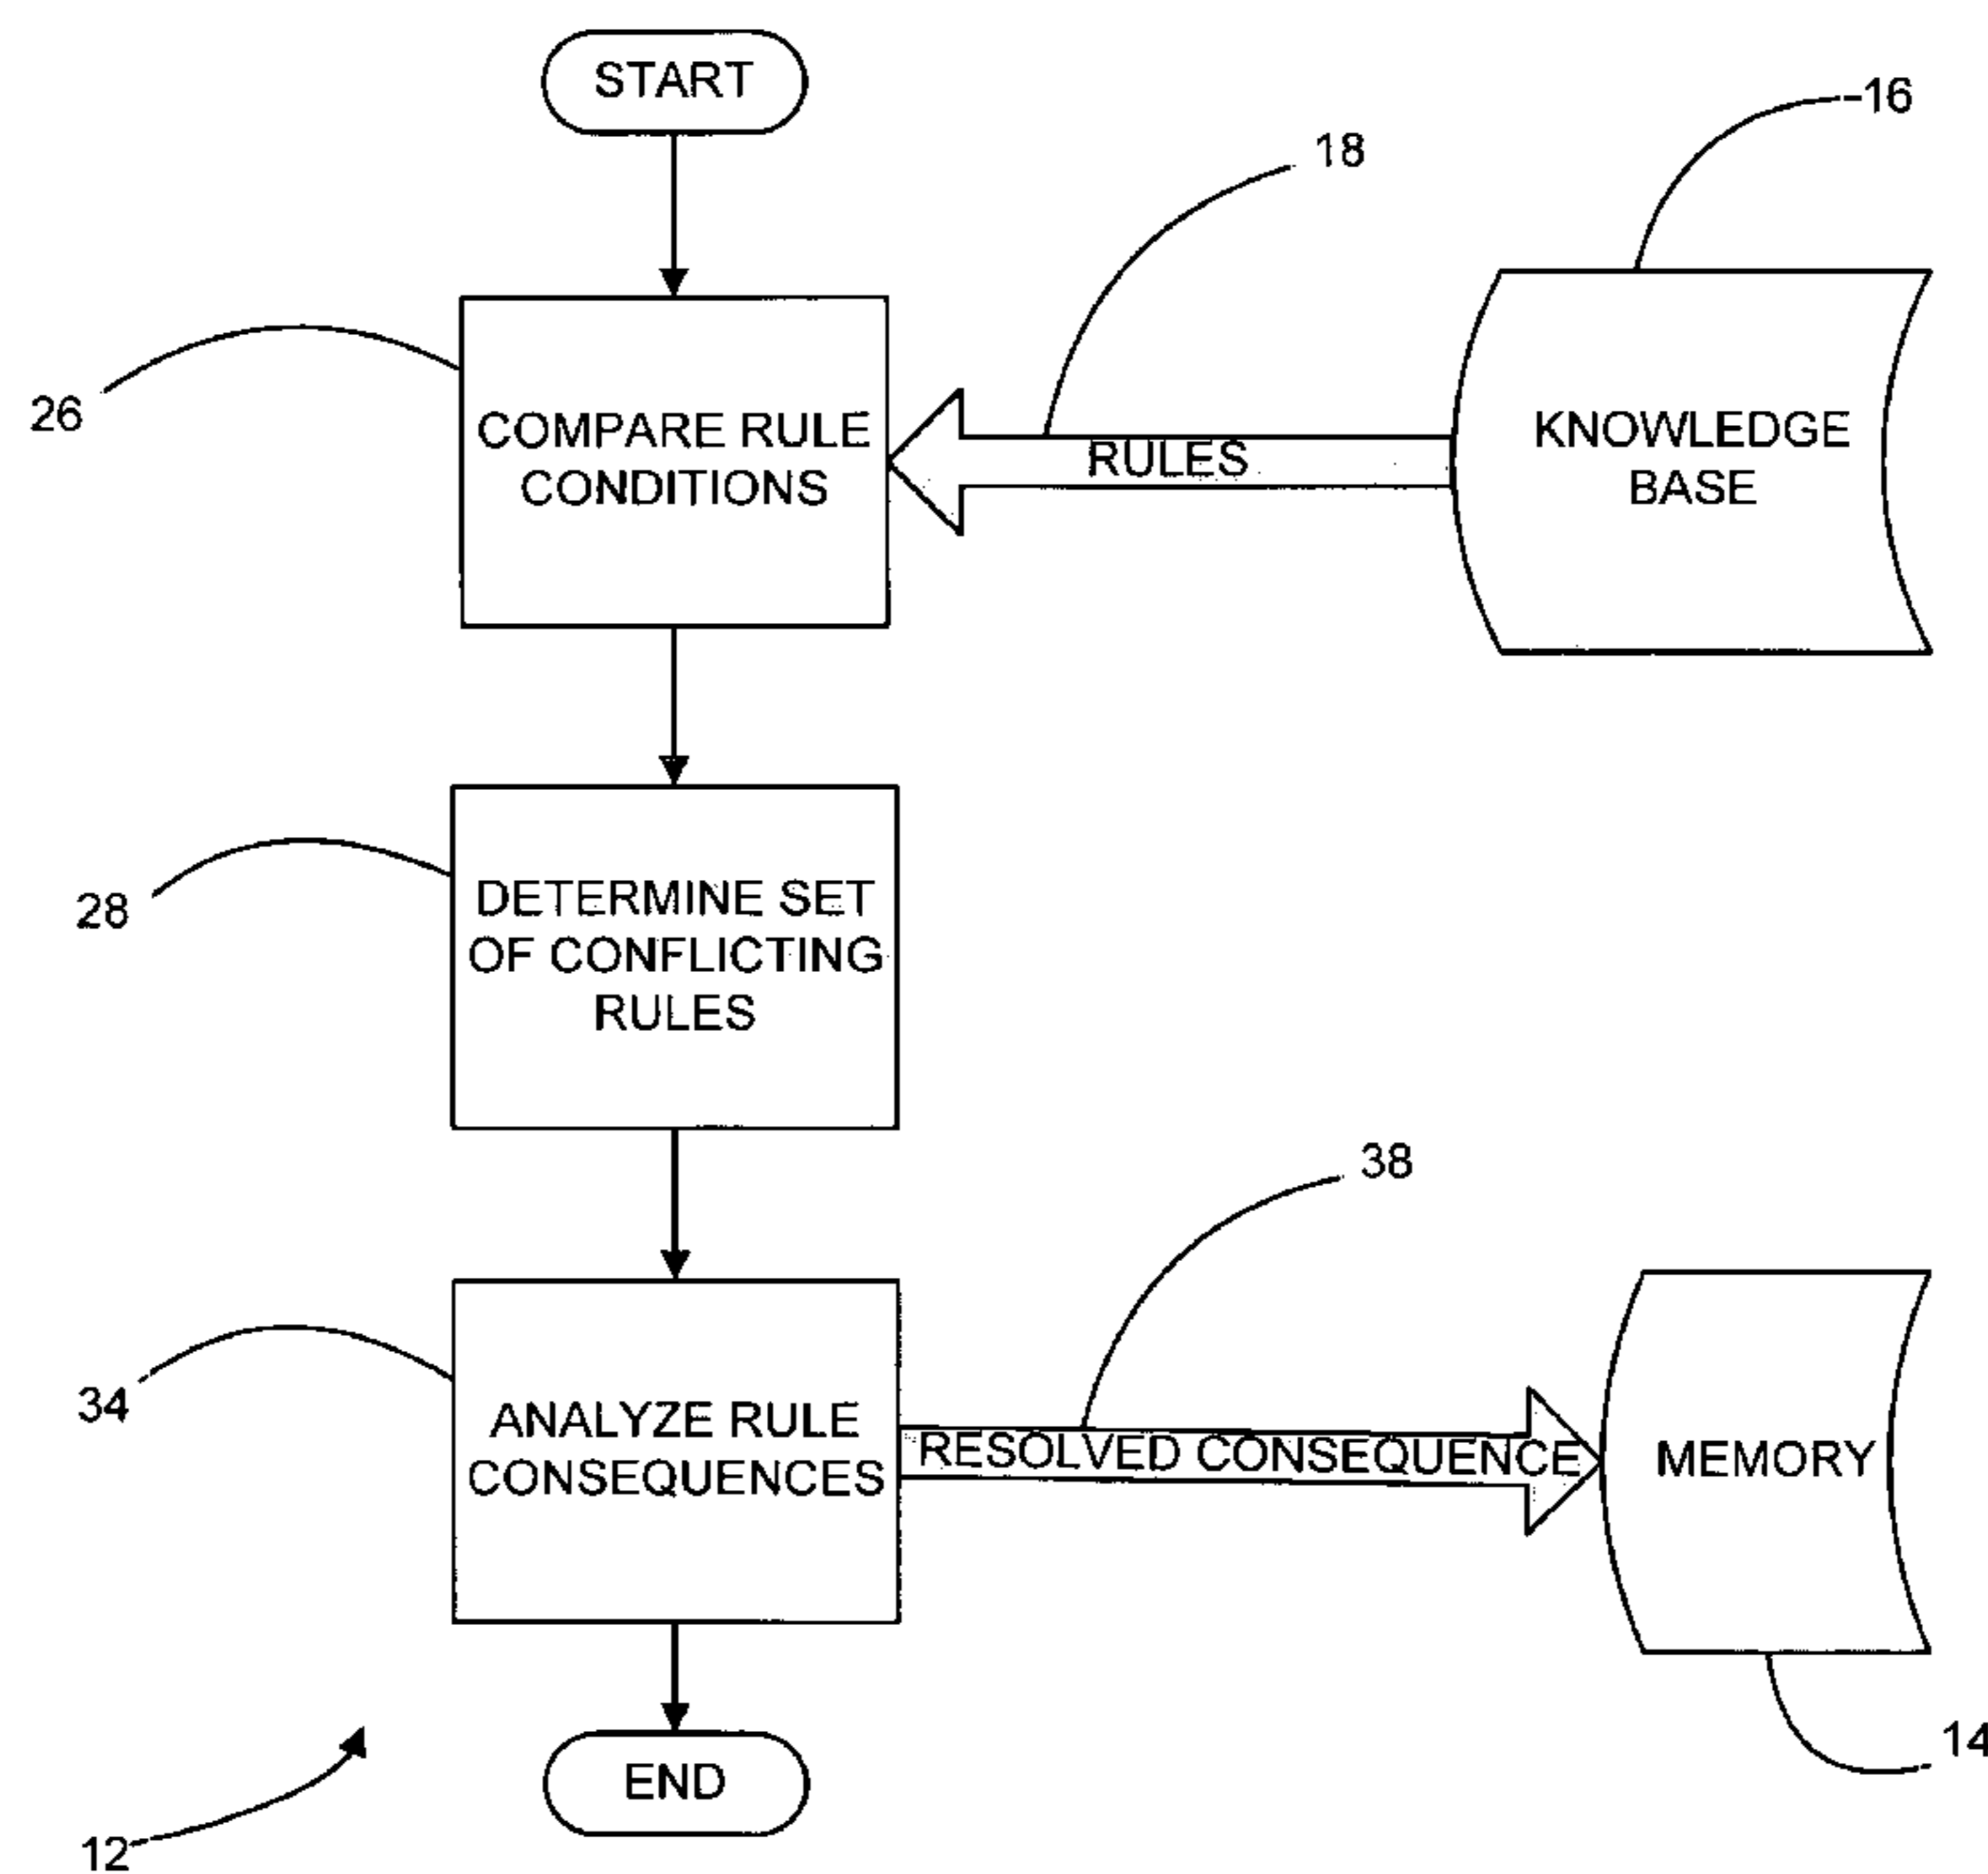 START
16
18
26
COMPARE RULE
CONDITIONS
RULES
KNOWLEDGE
BASE
28
DETERMINE SET
OF CONFLICTING
RULES
38
34
ANALYZE RULE
CONSEQUENCES
RESOLVED CONSEQUENCE
MEMORY
14
END
12